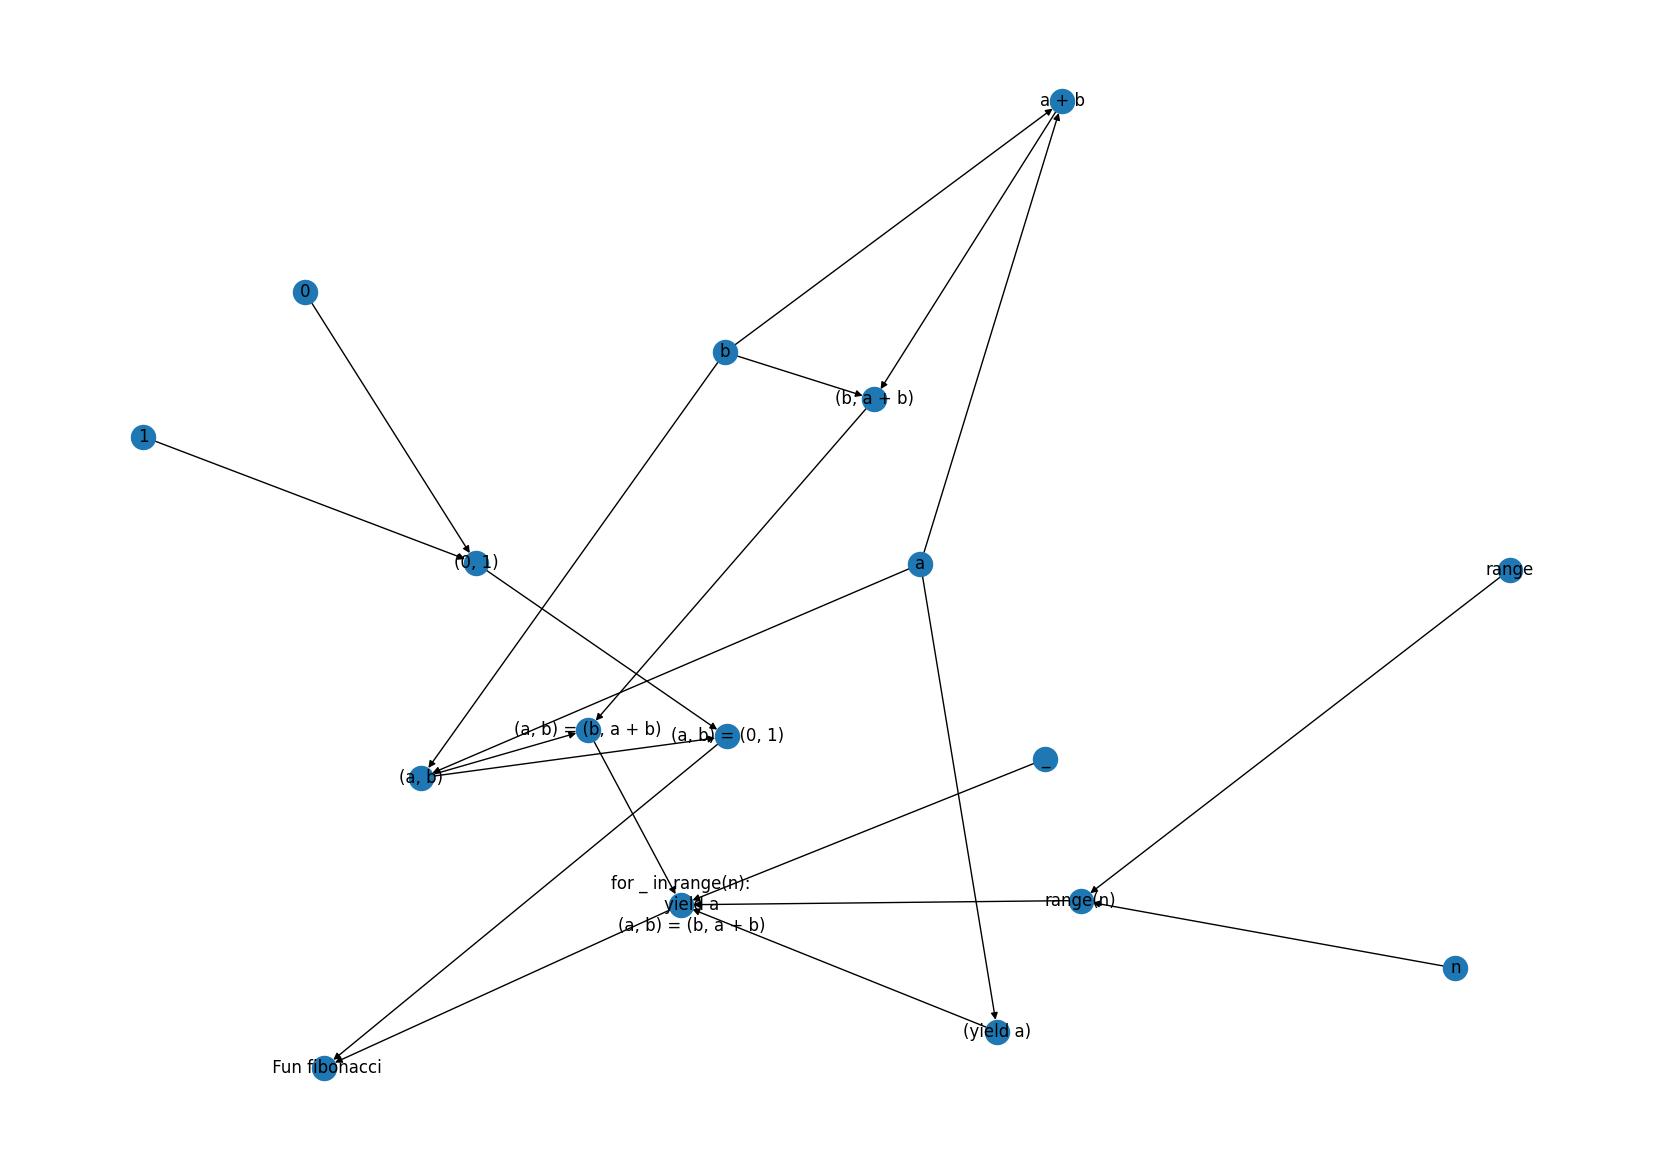 a + b
0
b
(b, a + b)
1
(0, 1)
a
range
(a, b) = (b, a + b)
(a, b) = (0, 1)
_
(a, b)
for _ in range(n):
yield a
(a, b) = (b, a + b)
range(n)
n
(yield a)
Fun fibonacci